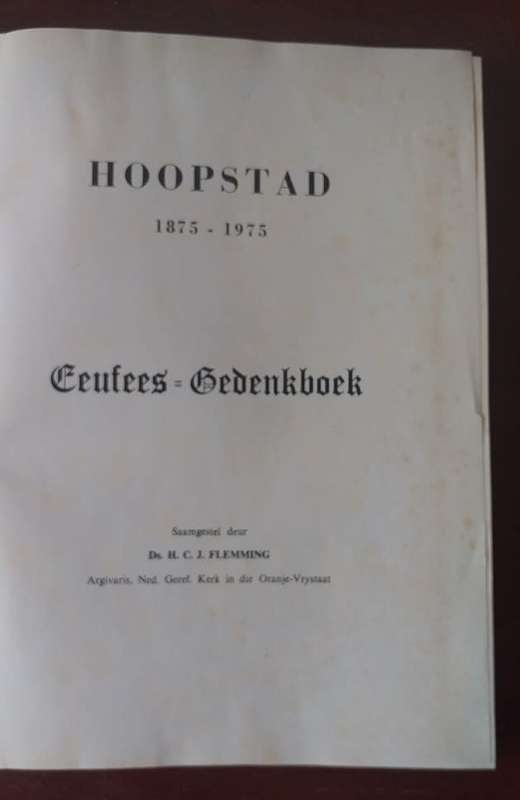 HOOPSTAD
1875 - 1975
Eeufees = Gedenkboek
Saamgestel deur
Ds. H. C. J. FLEMMING
Argivaris, Ned. Geref. Kerk in die Oranje-Vrystaat